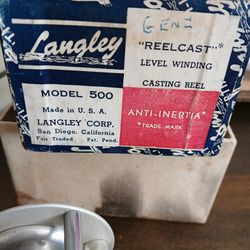 GENE
Langley
"REELCAST"*
LEVEL WINDING
CASTING REEL
MODEL 500
Made in U. S. A.
LANGLEY CORP.
San Diego, California
Fair Traded Pat. Pend.
ANTI-INERTIA*
*TRADE MARK